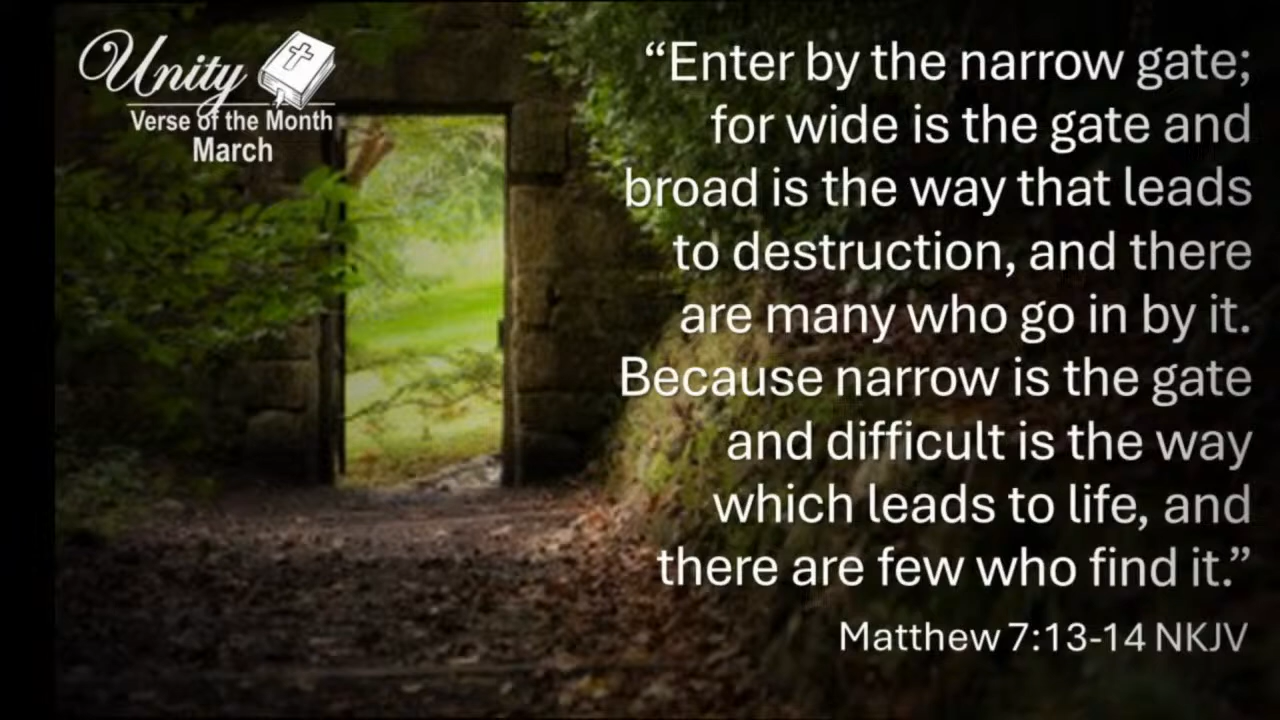 Unity
Verse of the Month
March
“Enter by the narrow gate;
for wide is the gate and
broad is the way that leads
to destruction, and there
are many who go in by it.
Because narrow is the gate
and difficult is the way
which leads to life, and
there are few who find it.”
Matthew 7:13-14 NKJV